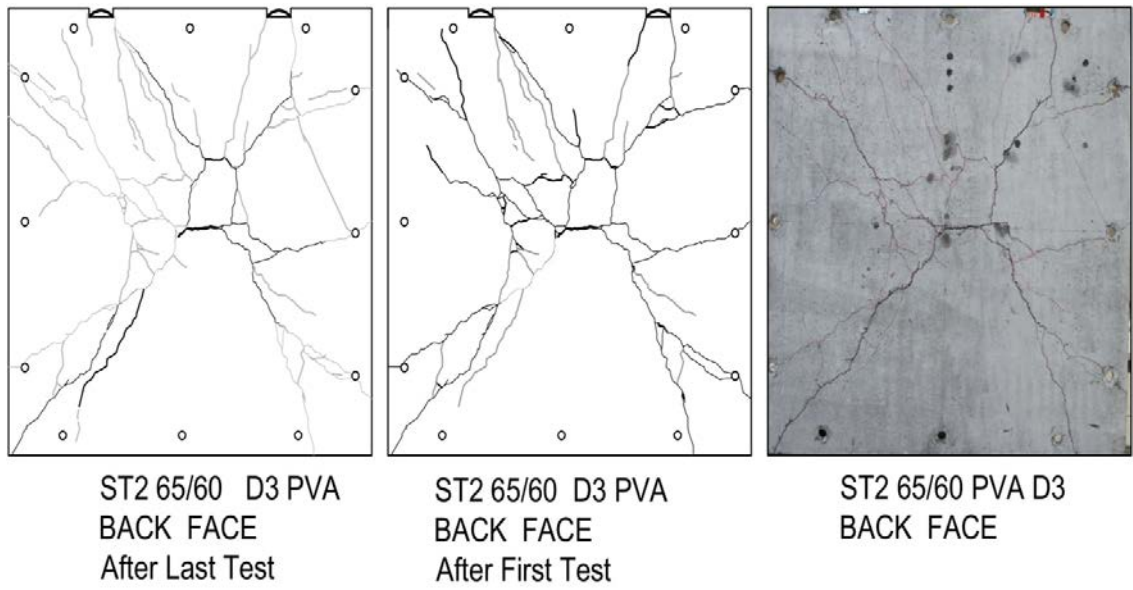 ST2 65/60 D3 PVA
BACK FACE
After Last Test
ST2 65/60 D3 PVA
BACK FACE
After First Test
ST2 65/60 PVA D3
BACK FACE